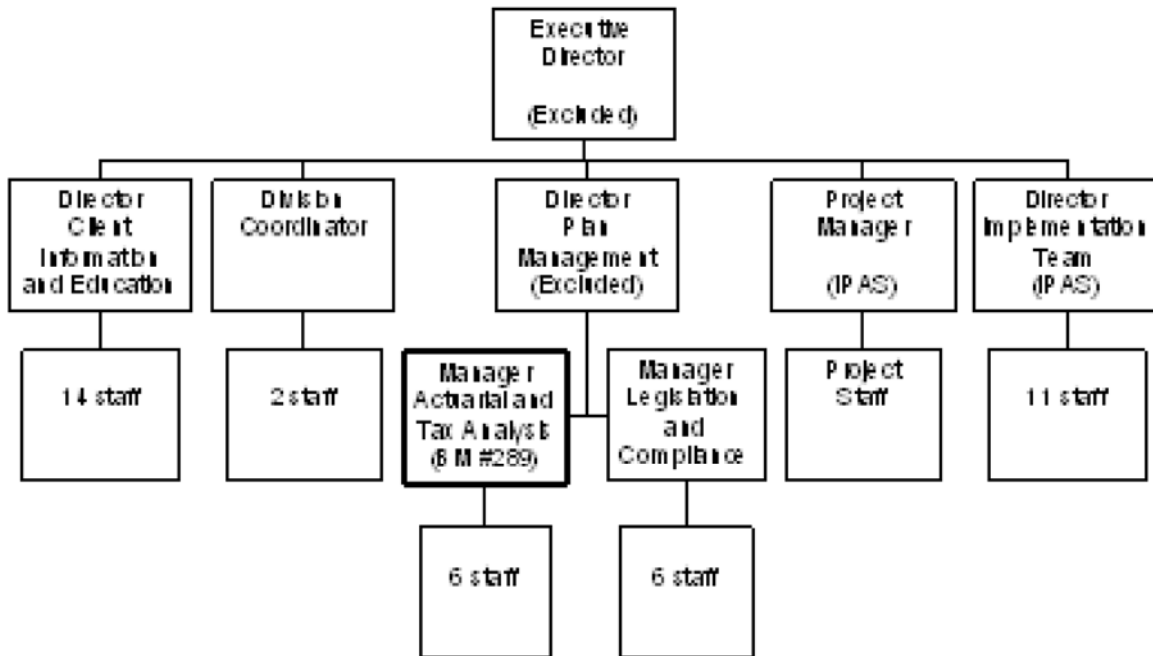 Executive
Director
(Excluded)
Director
Client
Information
and Education
Division
Coordinator
Director
Plan
Management
(Excluded)
Project
Manager
(IPAS)
Director
Implementation
Team
(IPAS)
14 staff
2 staff
Manager
Actuarial and
Tax Analysis
(BM #289)
Manager
Legislation
and
Compliance
Project
Staff
11 staff
6 staff
6 staff